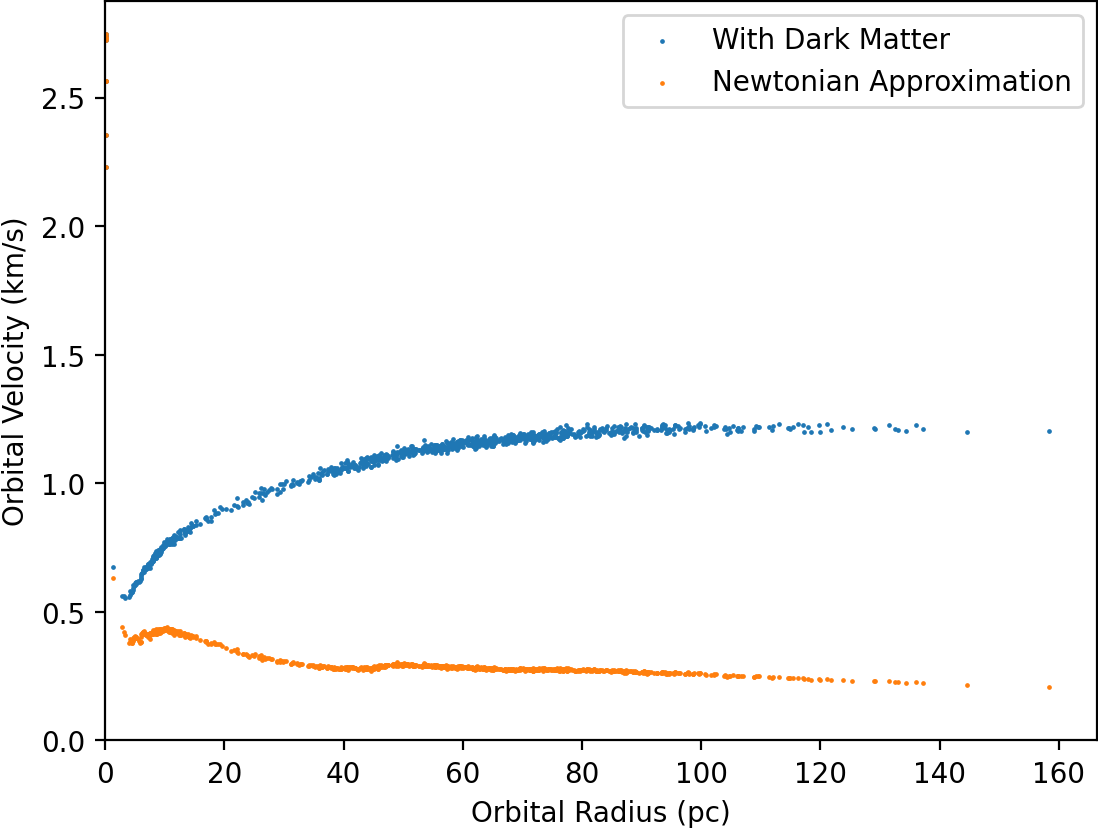 With Dark Matter
Newtonian Approximation
Orbital Velocity (km/s)
2.5
2.0
1.5
1.0
0.5
0.0
0 20 40 60 80 100 120 140 160
Orbital Radius (pc)